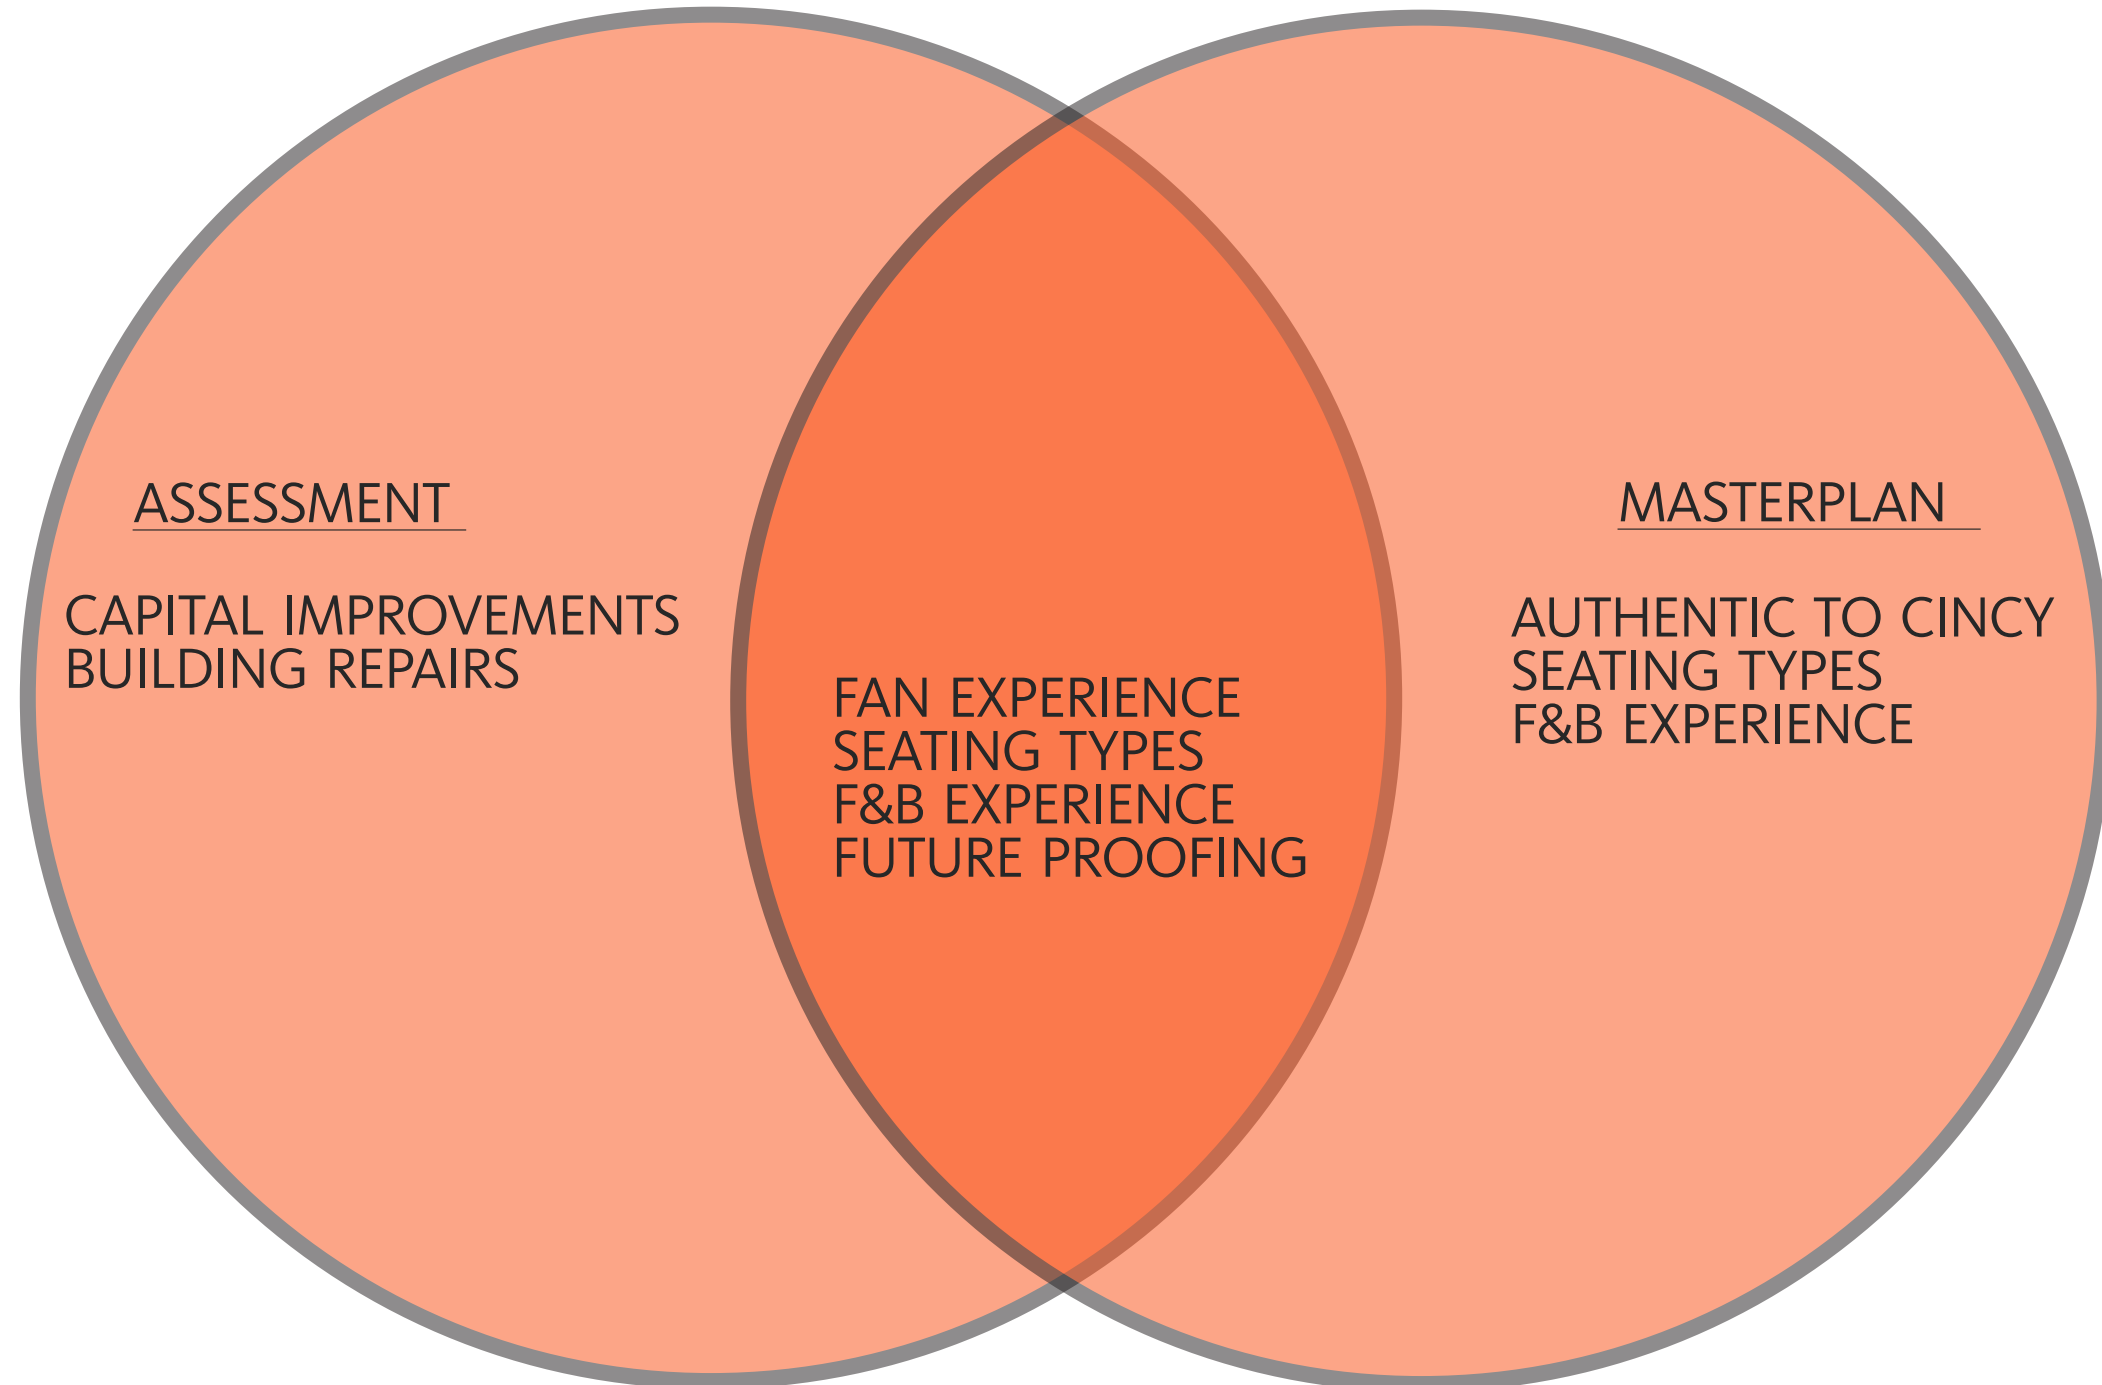 ASSESSMENT
CAPITAL IMPROVEMENTS
BUILDING REPAIRS
FAN EXPERIENCE
SEATING TYPES
F&B EXPERIENCE
FUTURE PROOFING
MASTERPLAN
AUTHENTIC TO CINCY
SEATING TYPES
F&B EXPERIENCE